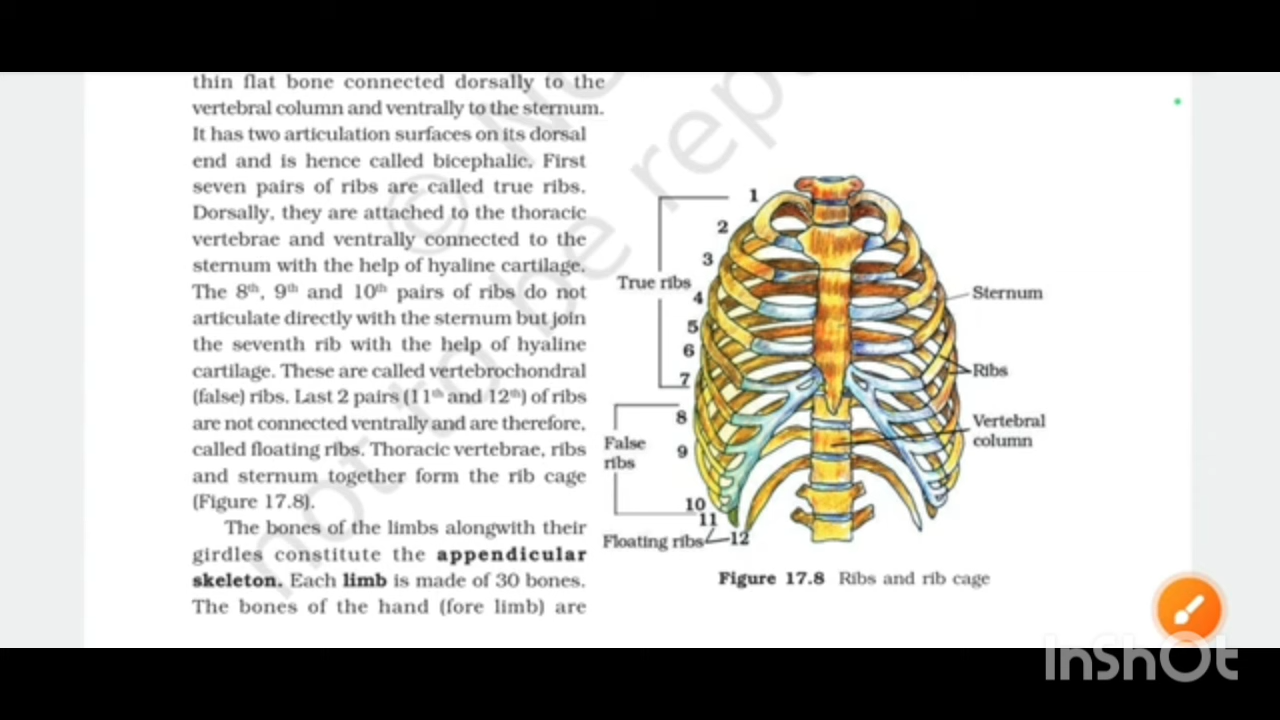 thin flat bone connected dorsally to the
vertebral column and ventrally to the sternum.
It has two articulation surfaces on its dorsal
end and is hence called bicephalic. First
seven pairs of ribs are called true ribs.
Dorsally, they are attached to the thoracic
vertebrae and ventrally connected to the
sternum with the help of hyaline cartilage.
The 8th, 9th and 10th pairs of ribs do not
articulate directly with the sternum but join
the seventh rib with the help of hyaline
cartilage. These are called vertebrochondral
(false) ribs. Last 2 pairs (11th and 12th) of ribs
are not connected ventrally and are therefore,
called floating ribs. Thoracic vertebrae, ribs
and sternum together form the rib cage
(Figure 17.8).
The bones of the limbs alongwith their
girdles constitute the appendicular
skeleton. Each limb is made of 30 bones.
The bones of the hand (fore limb) are
1
2
3
True ribs
4
5
6
7
8
False
ribs
9
10
11
Floating ribs
12
Sternum
Ribs
Vertebral
column
Figure 17.8 Ribs and rib cage
not to be
©
InShOt